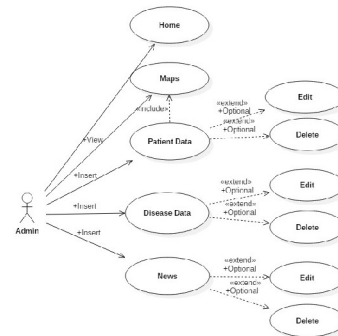 Home
Maps
«include»
«extend»
+Optional
Edit
«extend»
+Optional
Delete
+View
Patient Data
+Insert
«extend»
+Optional
Edit
+Insert
Disease Data
«extend»
+Optional
Delete
Admin
+Insert
«extend»
+Optional
Edit
News
«extend»
+Optional
Delete